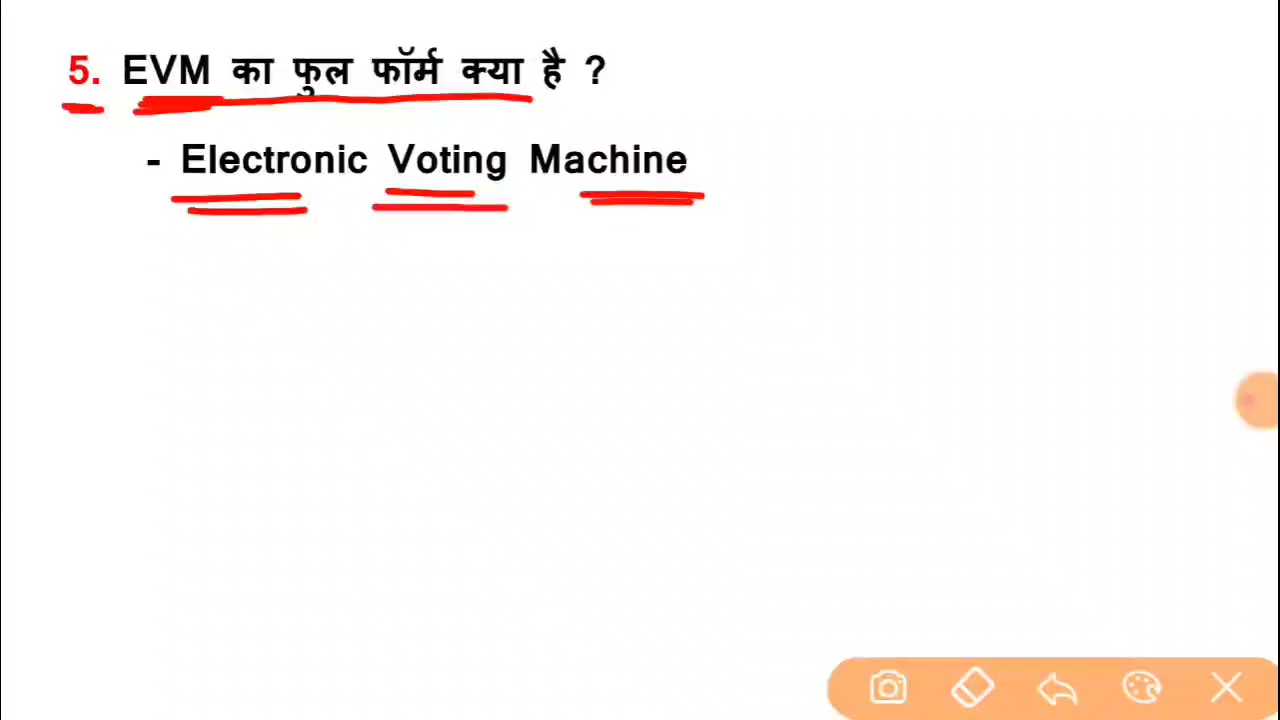 5. EVM का फुल फॉर्म क्या है ?
- Electronic Voting Machine